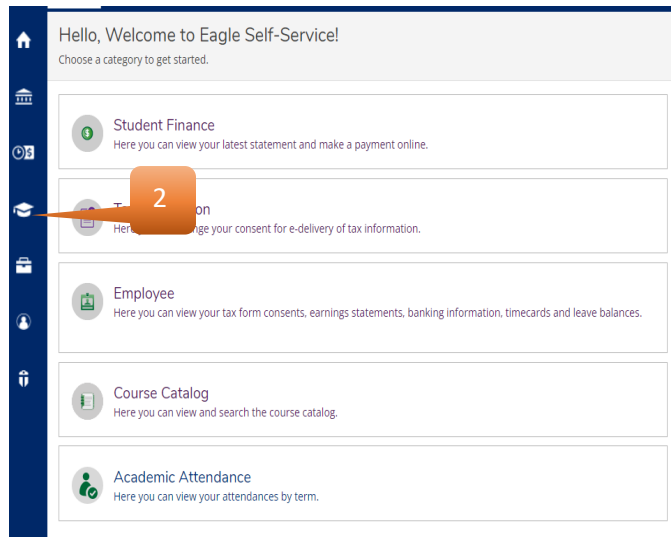 Hello, Welcome to Eagle Self-Service!
Choose a category to get started.
Student Finance
Here you can view your latest statement and make a payment online.
2
on
nge your consent for e-delivery of tax information.
Employee
Here you can view your tax form consents, earnings statements, banking information, timecards and leave balances.
Course Catalog
Here you can view and search the course catalog.
Academic Attendance
Here you can view your attendances by term.